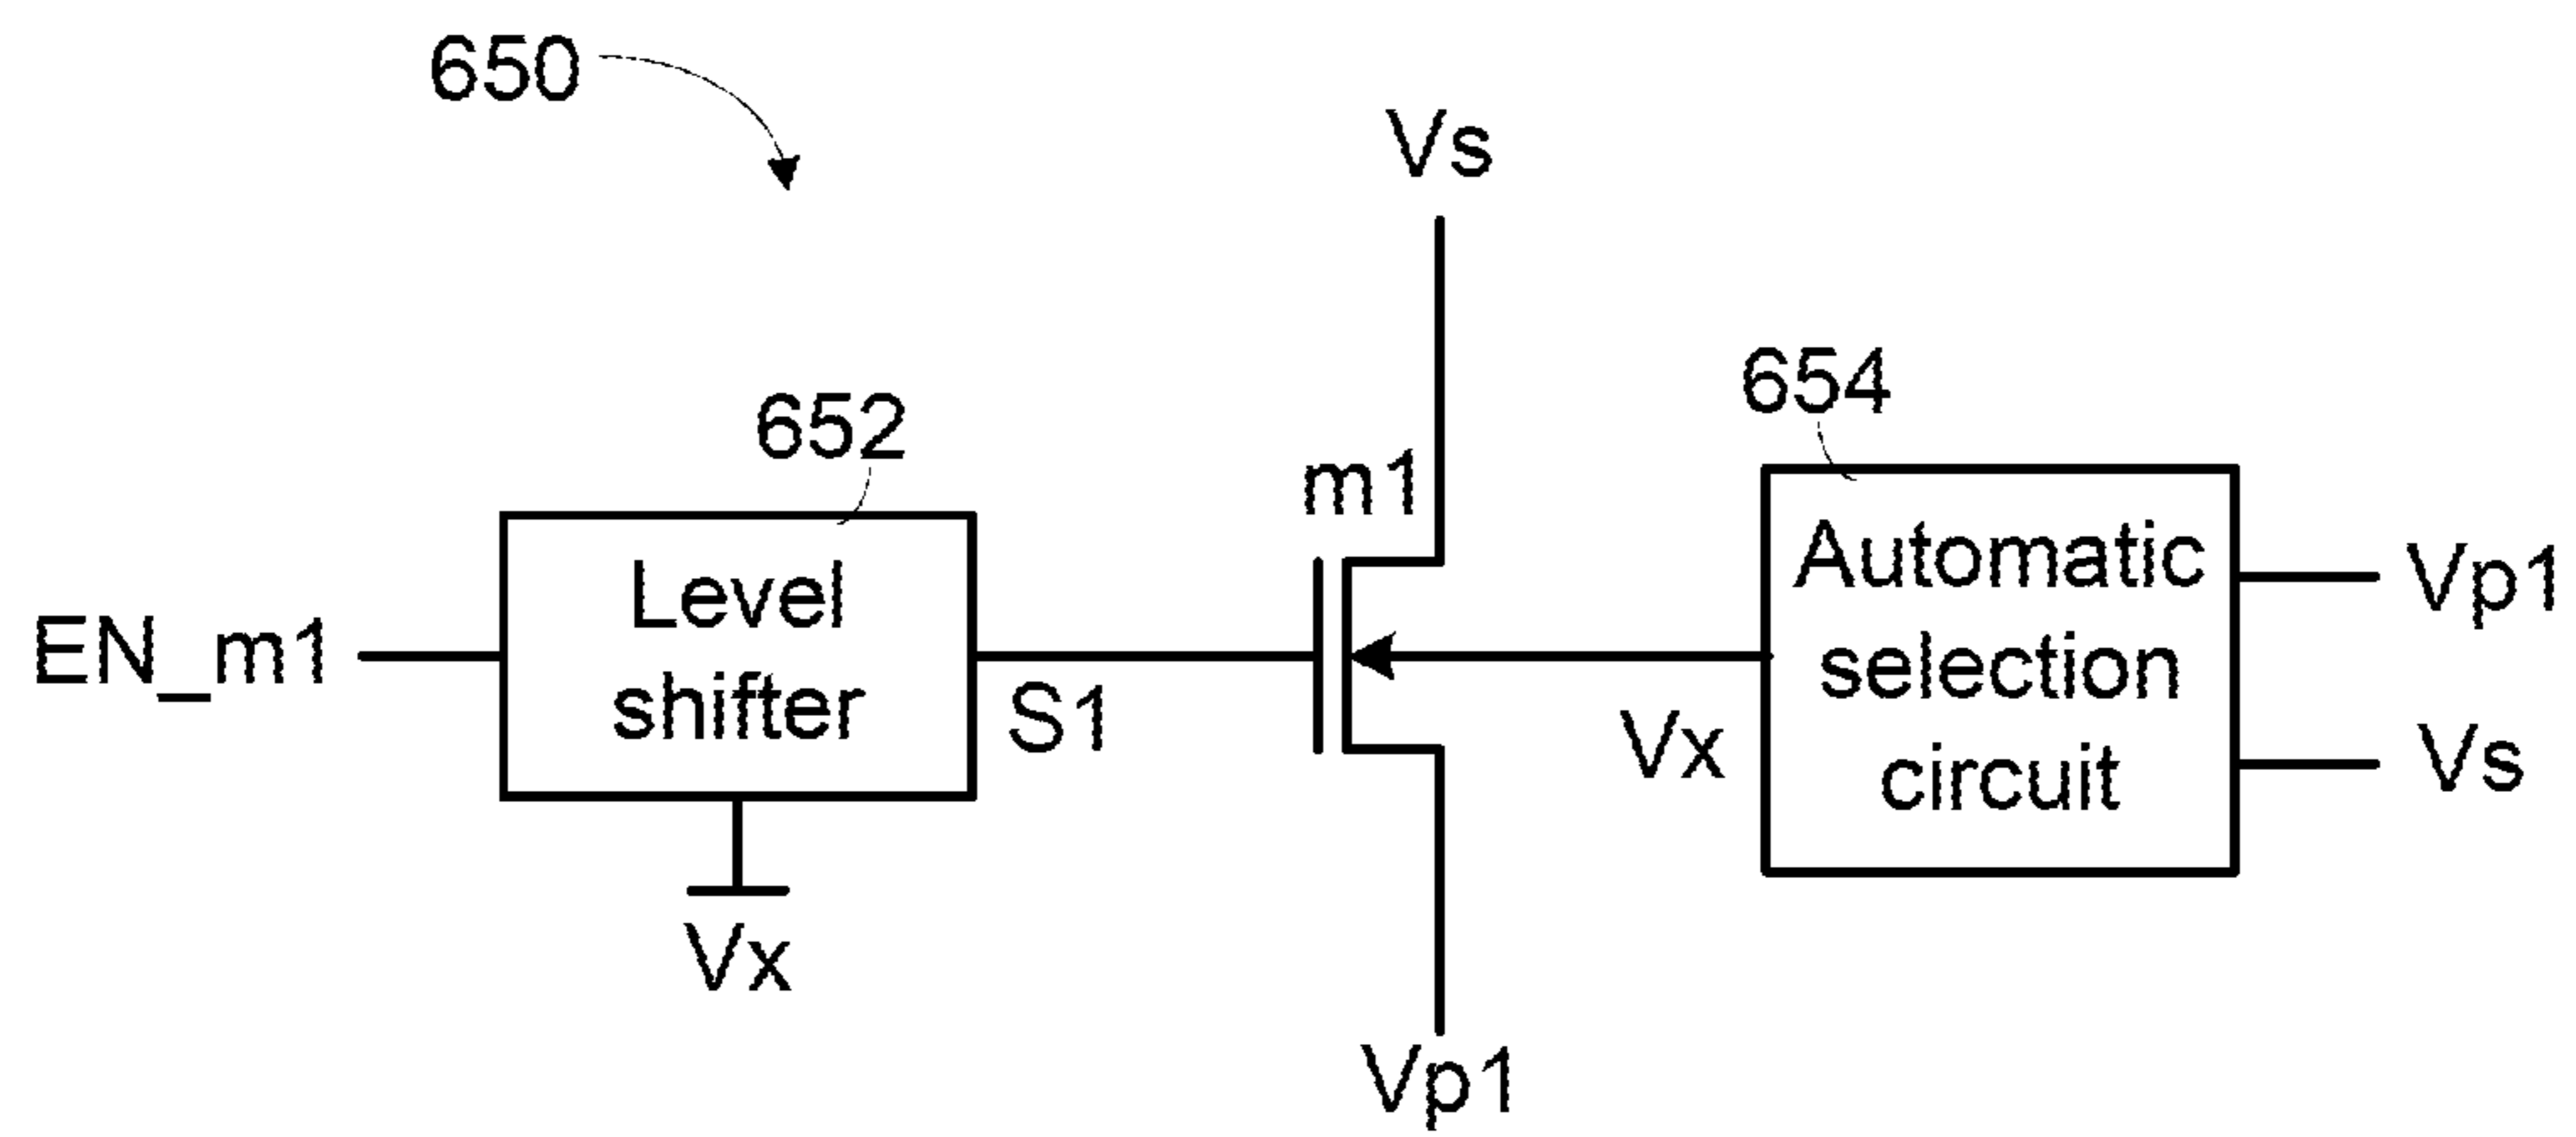 650
Vs
652
654
m1
Level
shifter
Automatic
selection
circuit
EN_m1
S1
Vx
Vp1
Vs
Vx
Vp1